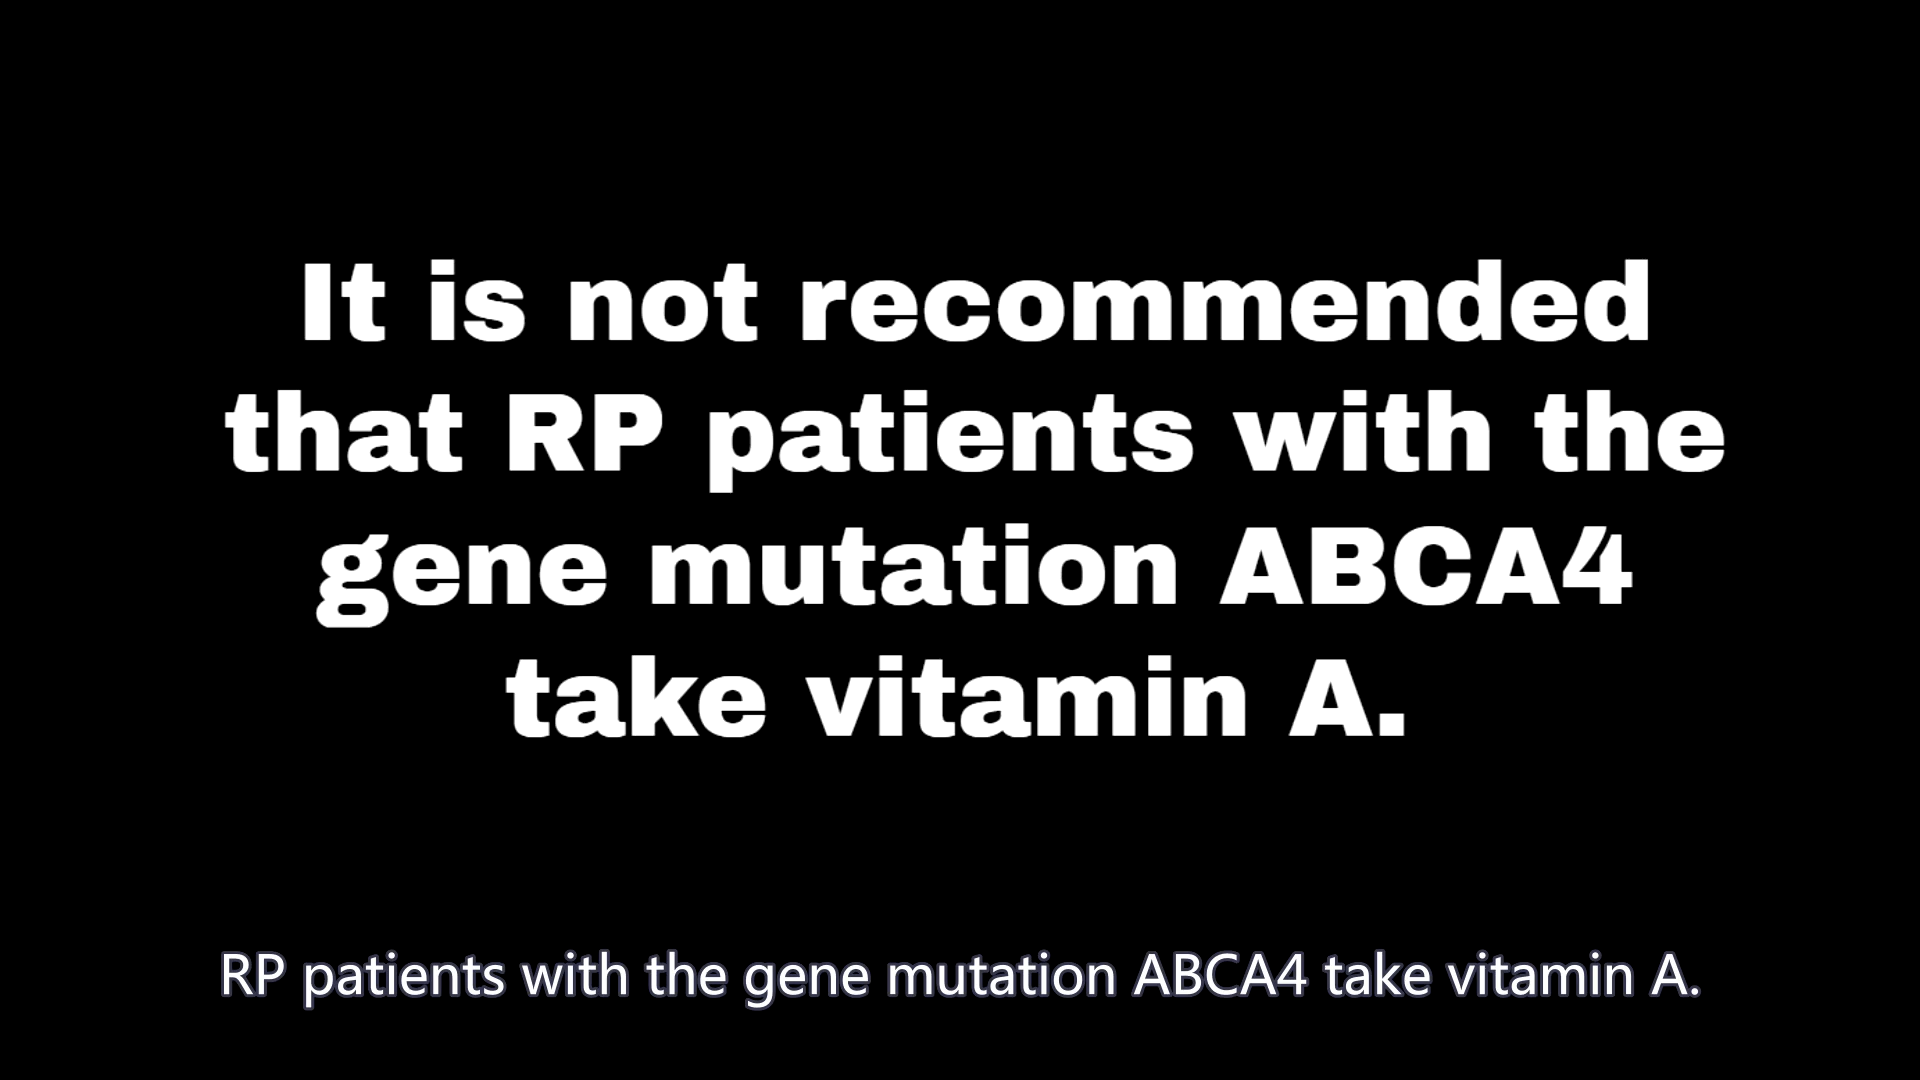 It is not recommended
that RP patients with the
gene mutation ABCA4
take vitamin A.
RP patients with the gene mutation ABCA4 take vitamin A.